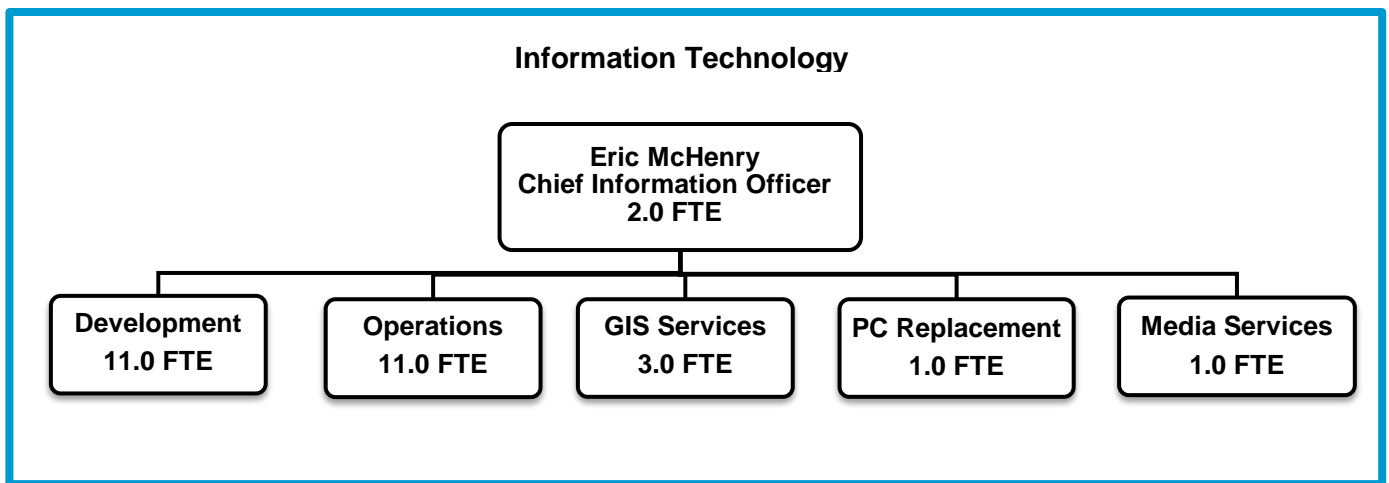 Information Technology
Eric McHenry
Chief Information Officer
2.0 FTE
Development
11.0 FTE
Operations
11.0 FTE
GIS Services
3.0 FTE
PC Replacement
1.0 FTE
Media Services
1.0 FTE